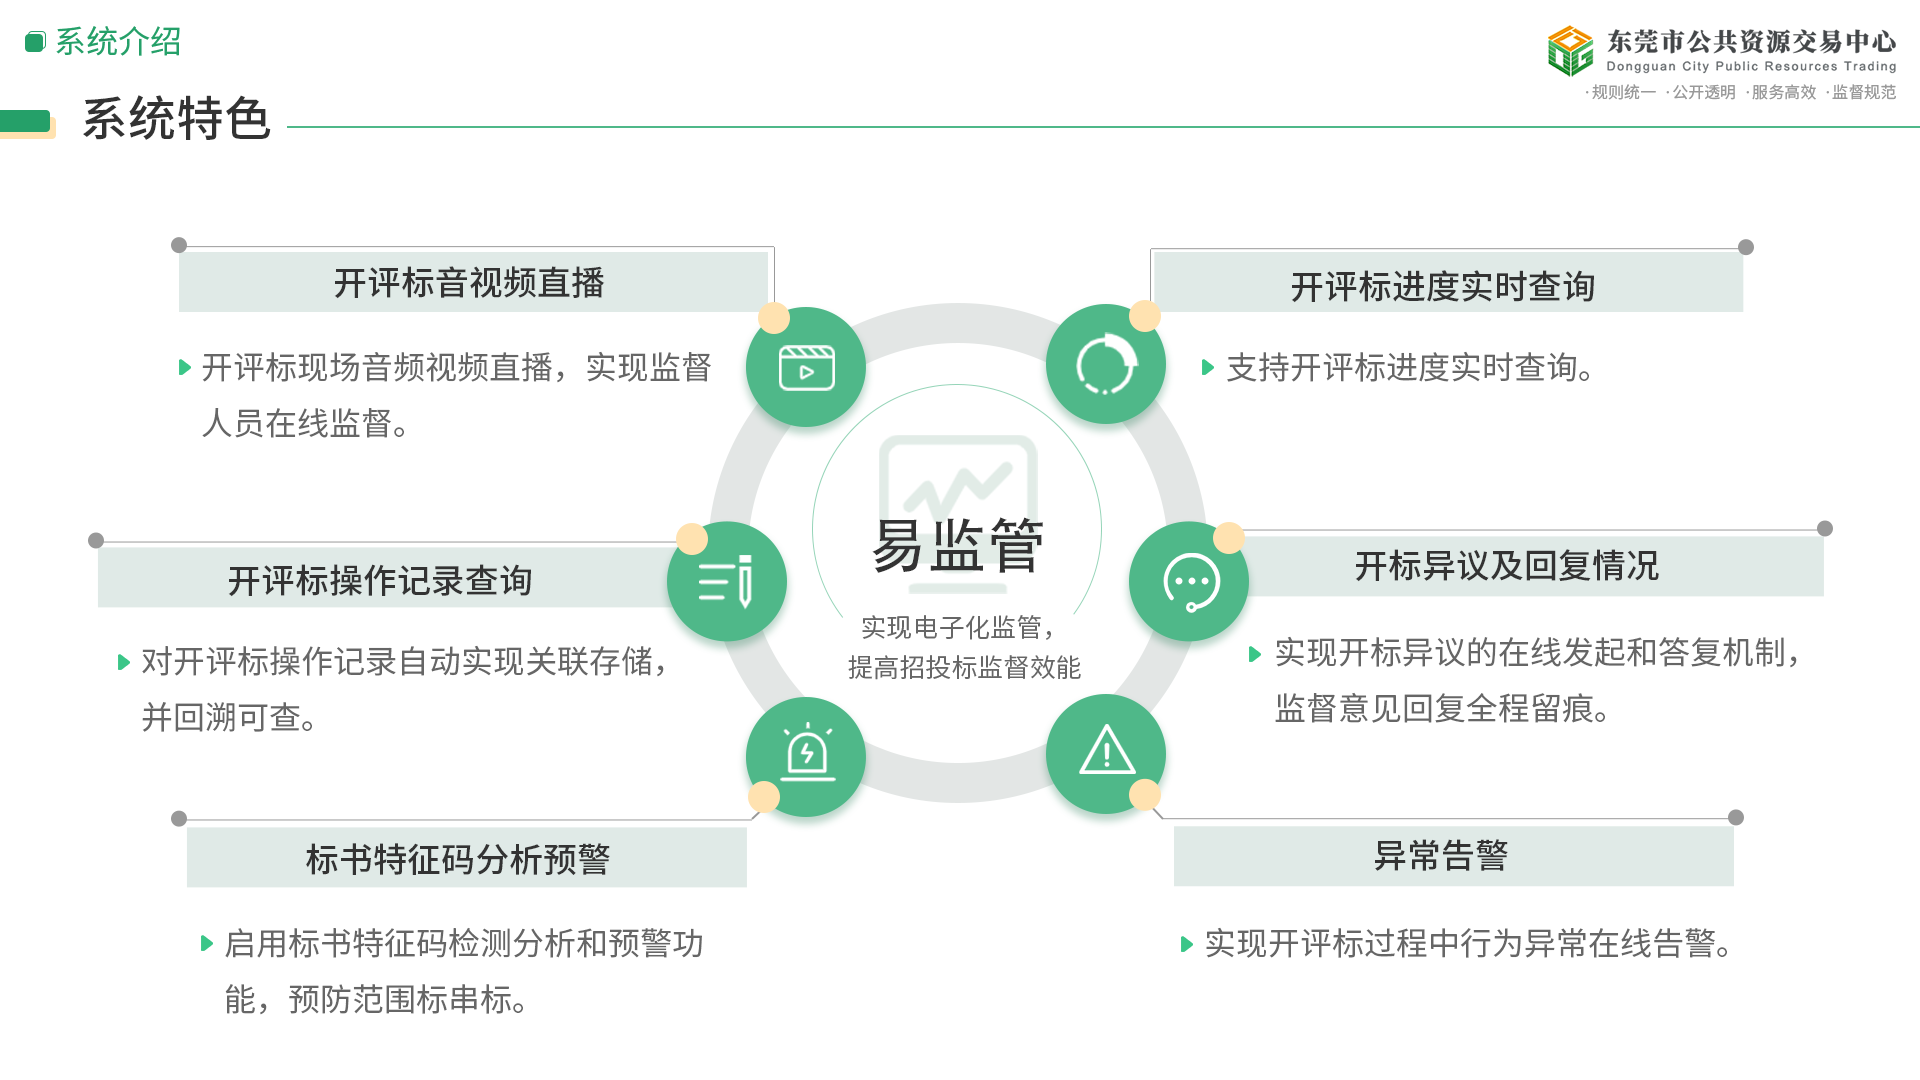 系统介绍
东莞市公共资源交易中心
Dongguan City Public Resources Trading
·规则统一 ·公开透明 ·服务高效 ·监督规范
系统特色
开评标音视频直播
开评标现场音频视频直播，实现监督
人员在线监督。
开评标进度实时查询
支持开评标进度实时查询。
开评标操作记录查询
对开评标操作记录自动实现关联存储，
并回溯可查。
易监管
实现电子化监管，
提高招投标监督效能
开标异议及回复情况
实现开标异议的在线发起和答复机制，
监督意见回复全程留痕。
标书特征码分析预警
启用标书特征码检测分析和预警功
能，预防范围标串标。
异常告警
实现开评标过程中行为异常在线告警。